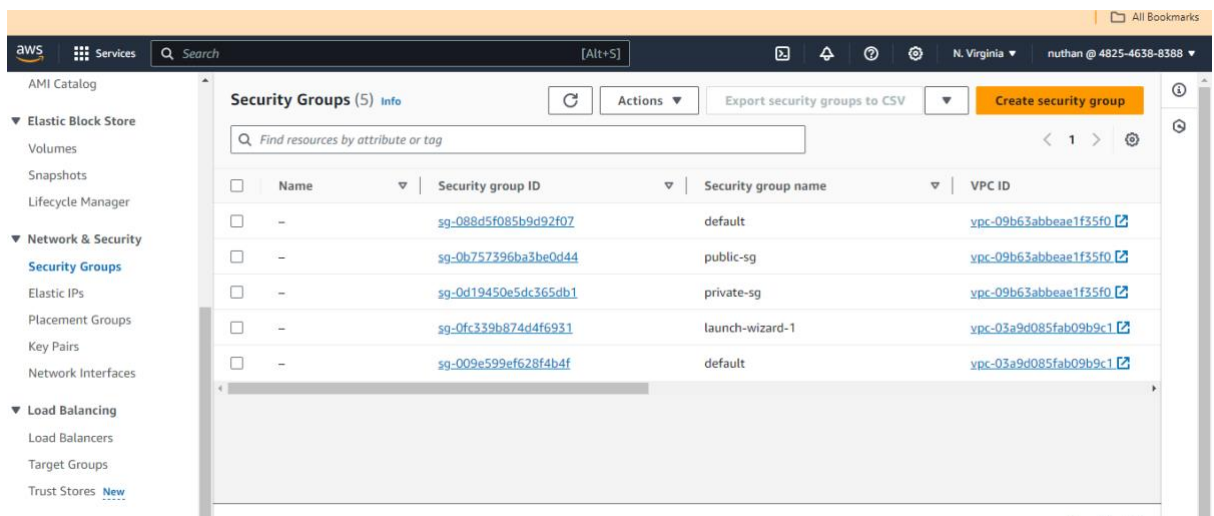 All Bookmarks
aws Services Search [Alt+S] N. Virginia nuthan @ 4825-4638-8388
AMI Catalog
Elastic Block Store
Volumes
Snapshots
Lifecycle Manager
Network & Security
Security Groups
Elastic IPs
Placement Groups
Key Pairs
Network Interfaces
Load Balancing
Load Balancers
Target Groups
Trust Stores New
Security Groups (5) Info Actions Export security groups to CSV Create security group
Find resources by attribute or tag 1
Name Security group ID Security group name VPC ID
– sg-088d5f085b9d92f07 default vpc-09b63abbeae1f35f0
– sg-0b757396ba3be0d44 public-sg vpc-09b63abbeae1f35f0
– sg-0d19450e5dc365db1 private-sg vpc-09b63abbeae1f35f0
– sg-0fc339b874d4f6931 launch-wizard-1 vpc-03a9d085fab09b9c1
– sg-009e599ef628f4b4f default vpc-03a9d085fab09b9c1